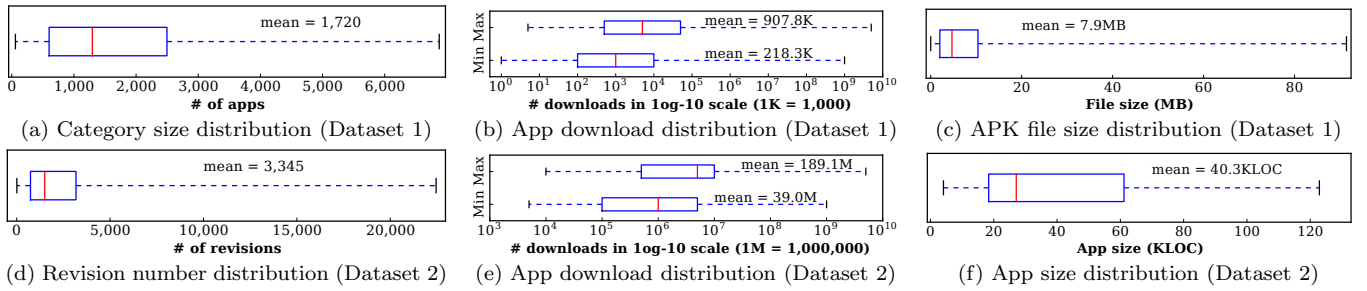 mean = 1,720
0 1,000 2,000 3,000 4,000 5,000 6,000
# of apps
(a) Category size distribution (Dataset 1)
Min Max
mean = 907.8K
mean = 218.3K
10^0 10^1 10^2 10^3 10^4 10^5 10^6 10^7 10^8 10^9 10^10
# downloads in log-10 scale (1K = 1,000)
(b) App download distribution (Dataset 1)
mean = 7.9MB
0 20 40 60 80
File size (MB)
(c) APK file size distribution (Dataset 1)
mean = 3,345
0 5,000 10,000 15,000 20,000
# of revisions
(d) Revision number distribution (Dataset 2)
Min Max
mean = 189.1M
mean = 39.0M
10^3 10^4 10^5 10^6 10^7 10^8 10^9 10^10
# downloads in log-10 scale (1M = 1,000,000)
(e) App download distribution (Dataset 2)
mean = 40.3KLOC
0 20 40 60 80 100 120
App size (KLOC)
(f) App size distribution (Dataset 2)